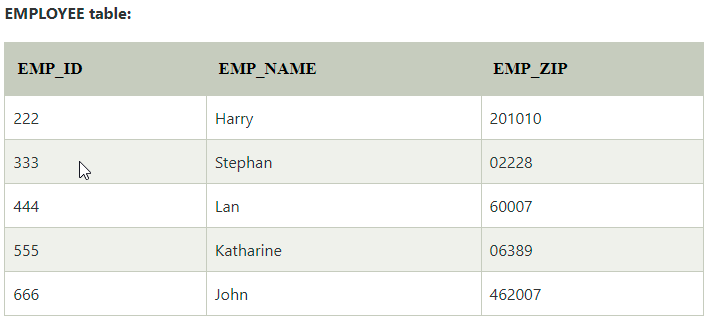 EMPLOYEE table:
EMP_ID EMP_NAME EMP_ZIP
222 Harry 201010
333 Stephan 02228
444 Lan 60007
555 Katharine 06389
666 John 462007